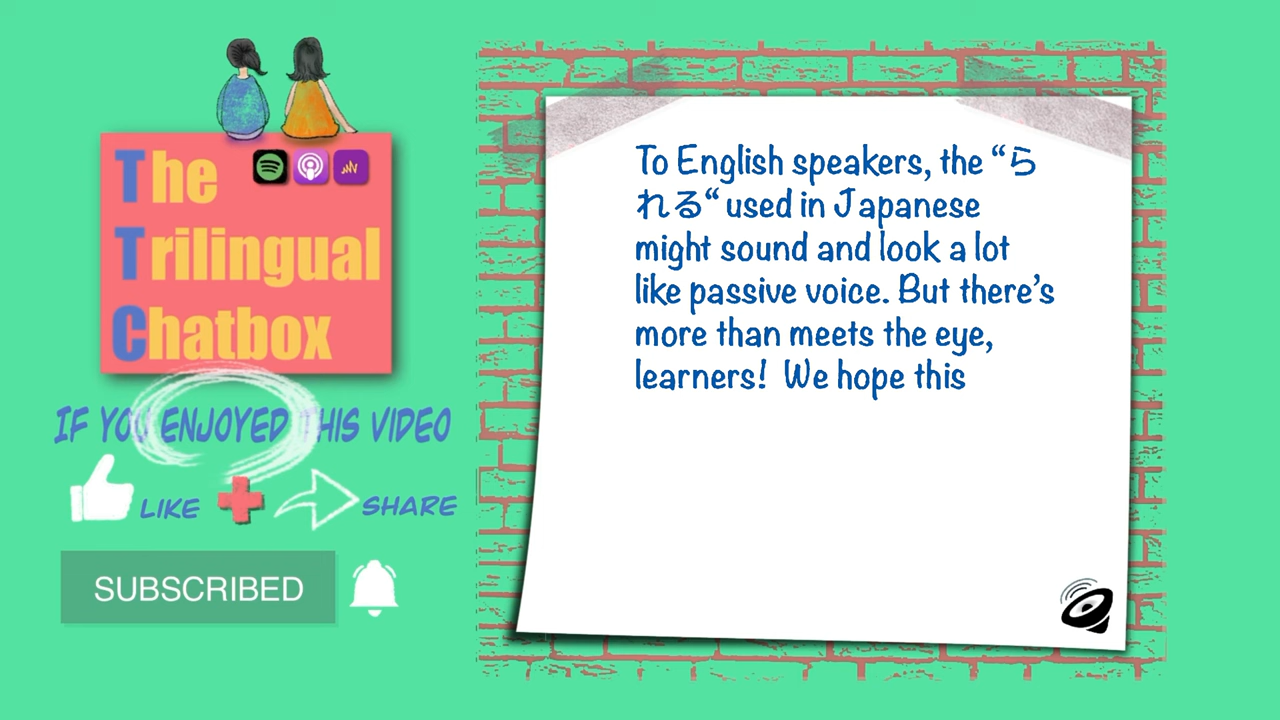 The
Trilingual
Chatbox
IF YOU ENJOYED THIS VIDEO
LIKE
SHARE
SUBSCRIBED
To English speakers, the “ら
れる“ used in Japanese
might sound and look a lot
like passive voice. But there’s
more than meets the eye,
learners! We hope this